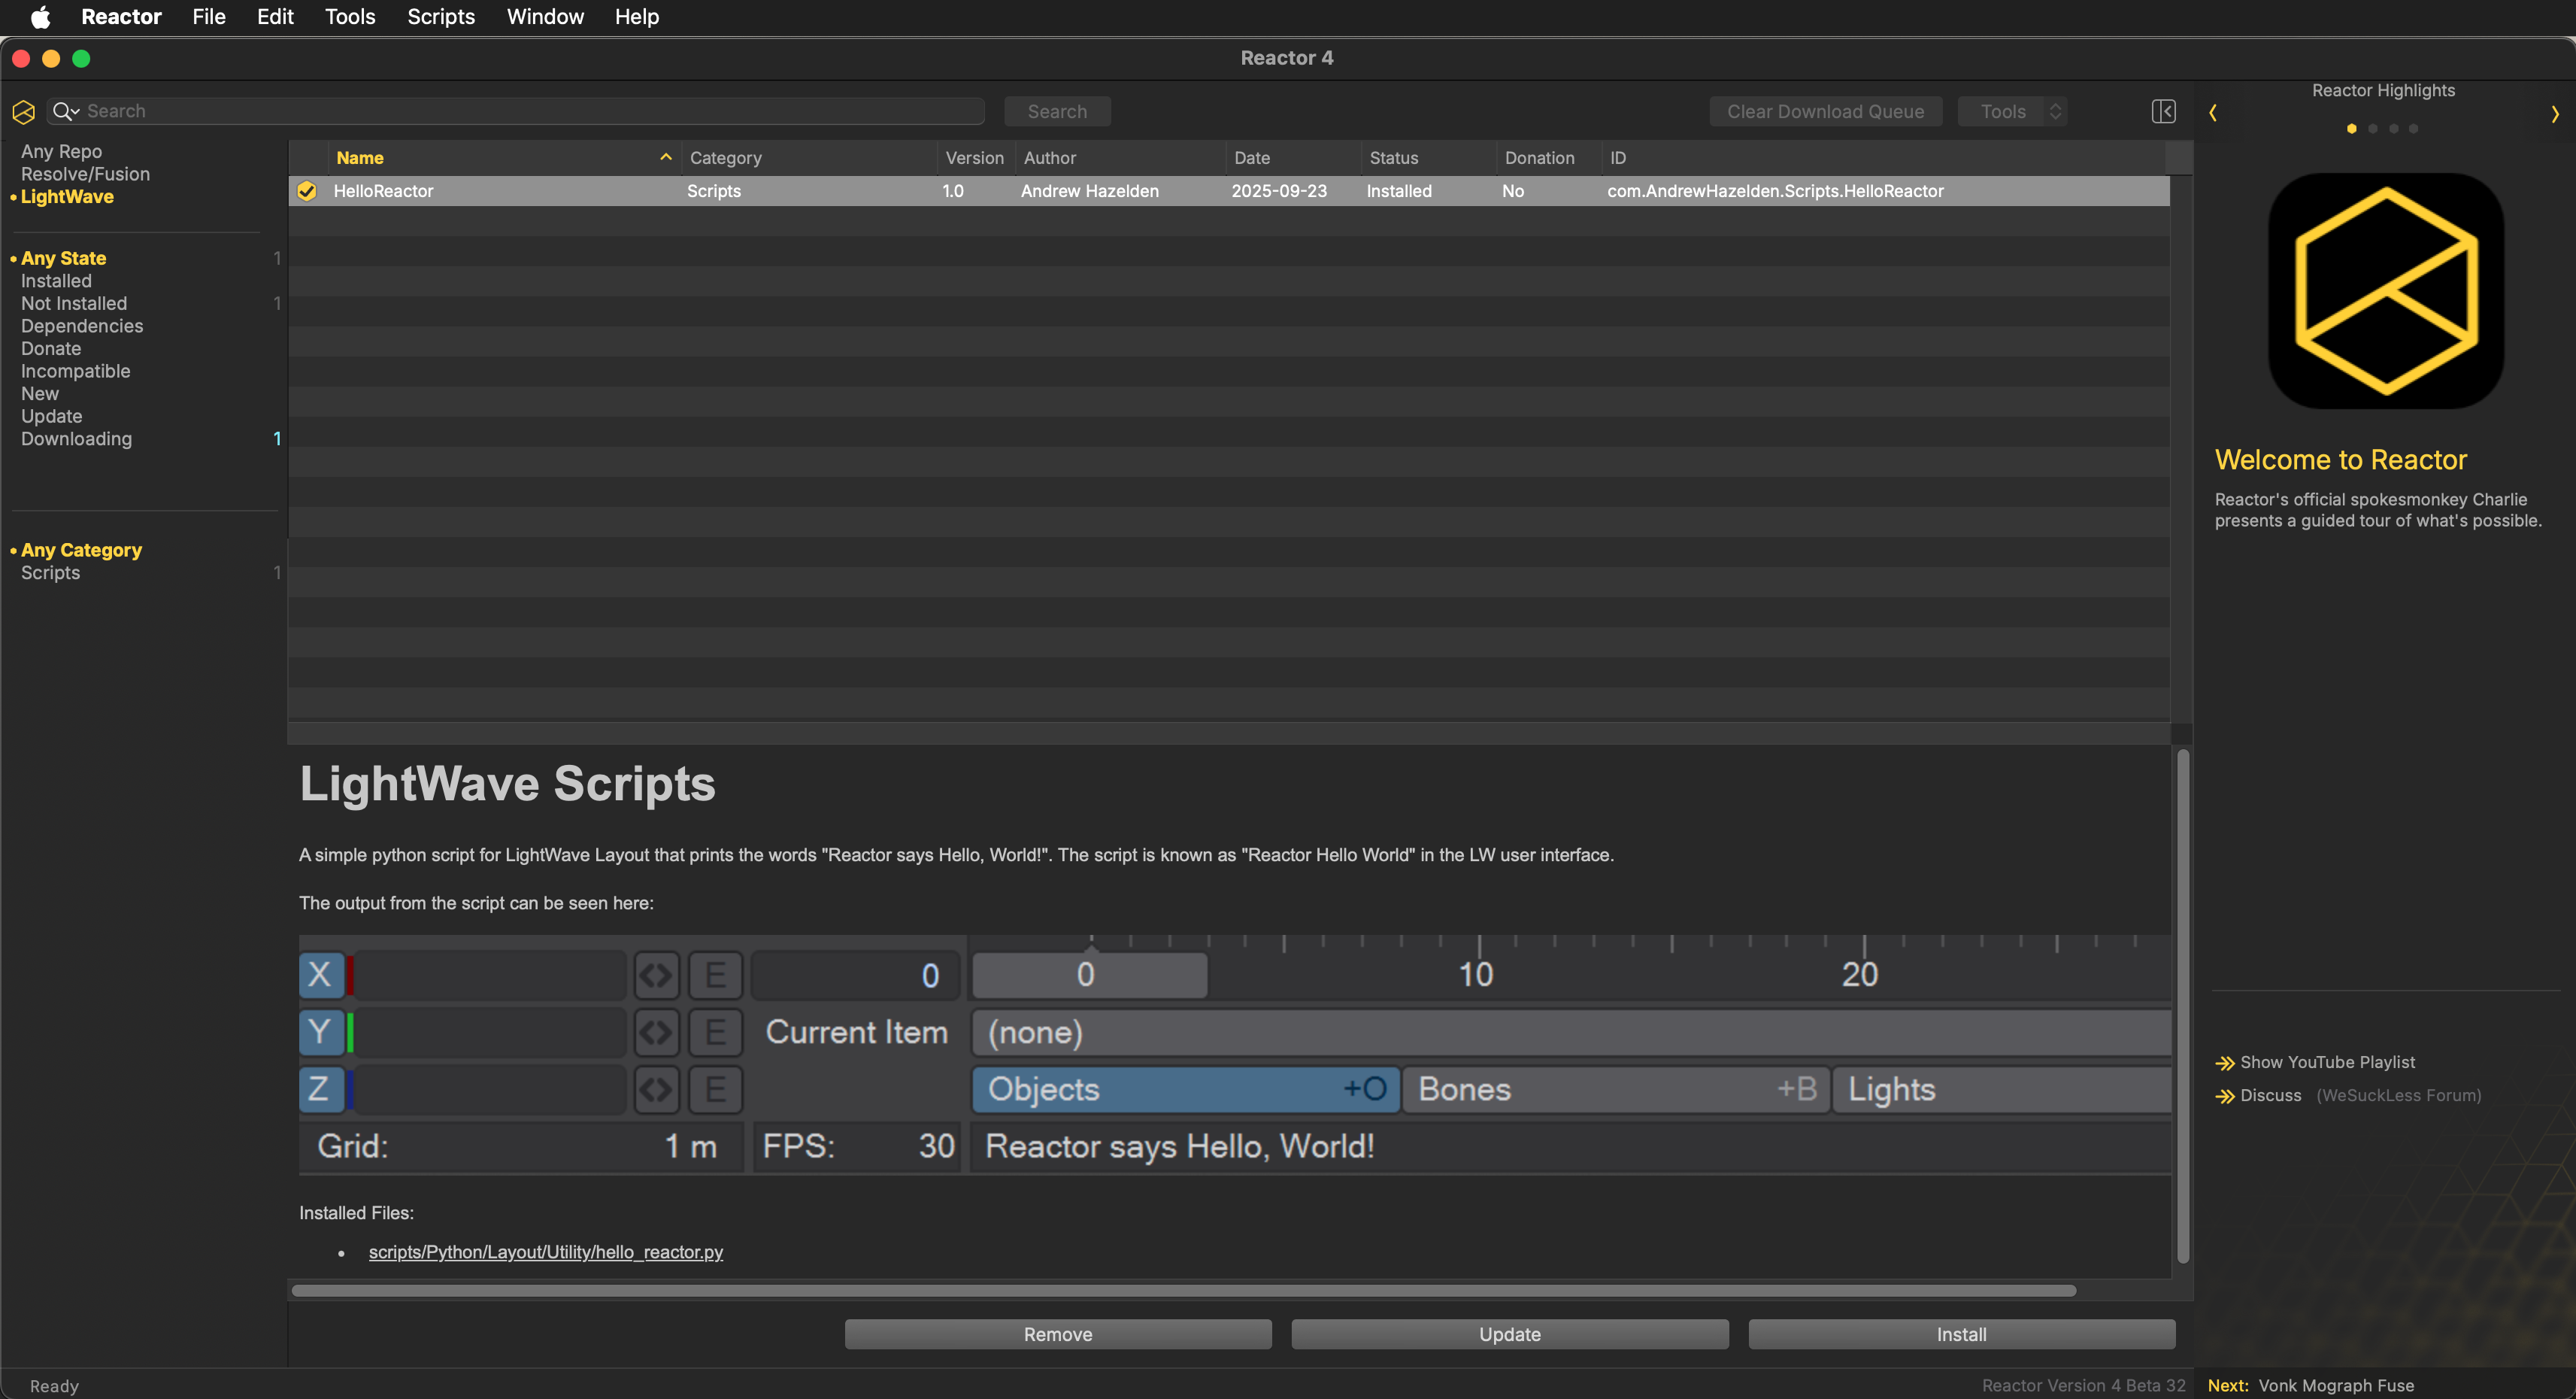 Reactor File Edit Tools Scripts Window Help
Reactor 4
Search Search Clear Download Queue Tools
Reactor Highlights
Any Repo
Resolve/Fusion
• LightWave
• Any State 1
Installed
Not Installed 1
Dependencies
Donate
Incompatible
New
Update
Downloading 1
• Any Category
Scripts 1
Name Category Version Author Date Status Donation ID
HelloReactor Scripts 1.0 Andrew Hazelden 2025-09-23 Installed No com.AndrewHazelden.Scripts.HelloReactor
LightWave Scripts
A simple python script for LightWave Layout that prints the words "Reactor says Hello, World!". The script is known as "Reactor Hello World" in the LW user interface.
The output from the script can be seen here:
X E 0 0 10 20
Y E Current Item (none)
Z E Objects +O Bones +B Lights
Grid: 1 m FPS: 30 Reactor says Hello, World!
Installed Files:
• scripts/Python/Layout/Utility/hello_reactor.py
Remove Update Install
Welcome to Reactor
Reactor's official spokesmonkey Charlie
presents a guided tour of what's possible.
Show YouTube Playlist
Discuss (WeSuckLess Forum)
Ready Reactor Version 4 Beta 32 Next: Vonk Mograph Fuse